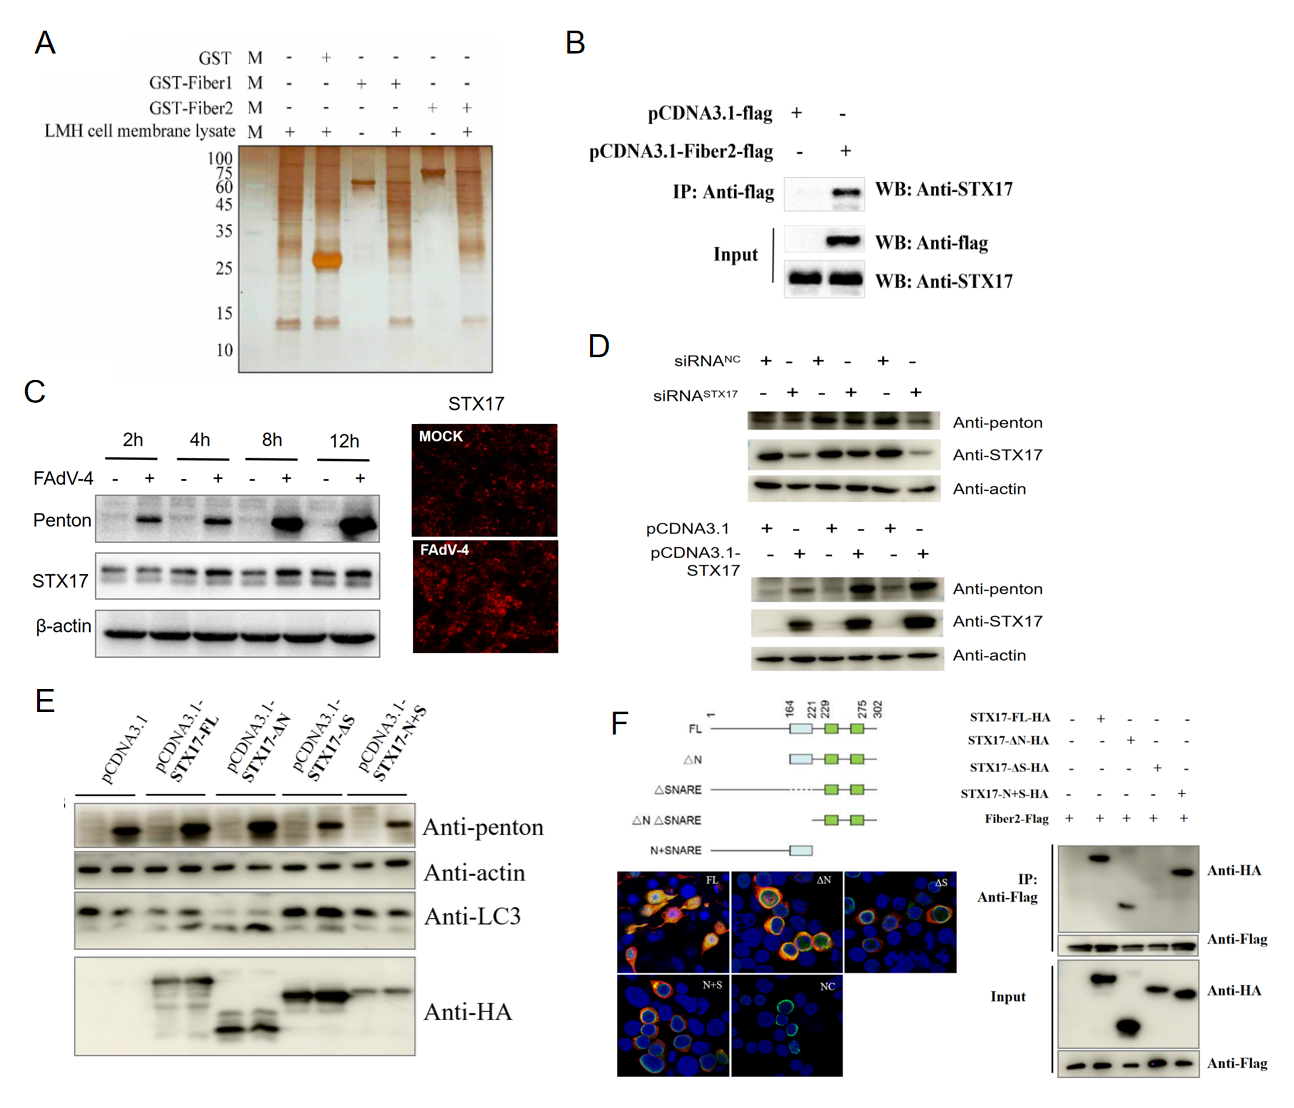 A
GST M - + - - - -
GST-Fiber1 M - - + + - -
GST-Fiber2 M - - - - + +
LMH cell membrane lysate M + + - + - +
100
75
60
45
35
25
15
10
B
pCDNA3.1-flag + -
pCDNA3.1-Fiber2-flag - +
IP: Anti-flag WB: Anti-STX17
Input WB: Anti-flag
WB: Anti-STX17
C
2h 4h 8h 12h
FAdV-4 - + - + - + - +
Penton
STX17
β-actin
STX17
MOCK
FAdV-4
D
siRNANC + - + - + -
siRNASTX17 - + - + - +
Anti-penton
Anti-STX17
Anti-actin
pCDNA3.1 + - + - + -
pCDNA3.1- - + - + - +
STX17
Anti-penton
Anti-STX17
Anti-actin
E
pCDNA3.1
pCDNA3.1-
STX17-FL
pCDNA3.1-
STX17-ΔN
pCDNA3.1-
STX17-ΔS
pCDNA3.1-
STX17-N+S
Anti-penton
Anti-actin
Anti-LC3
Anti-HA
F
1 164 221 229 275 302
FL
△N
△SNARE
△N △SNARE
N+SNARE
FL ΔN ΔS
N+S NC
STX17-FL-HA - + - - -
STX17-ΔN-HA - - + - -
STX17-ΔS-HA - - - + -
STX17-N+S-HA - - - - +
Fiber2-Flag + + + + +
IP:
Anti-Flag
Anti-HA
Anti-Flag
Input
Anti-HA
Anti-Flag